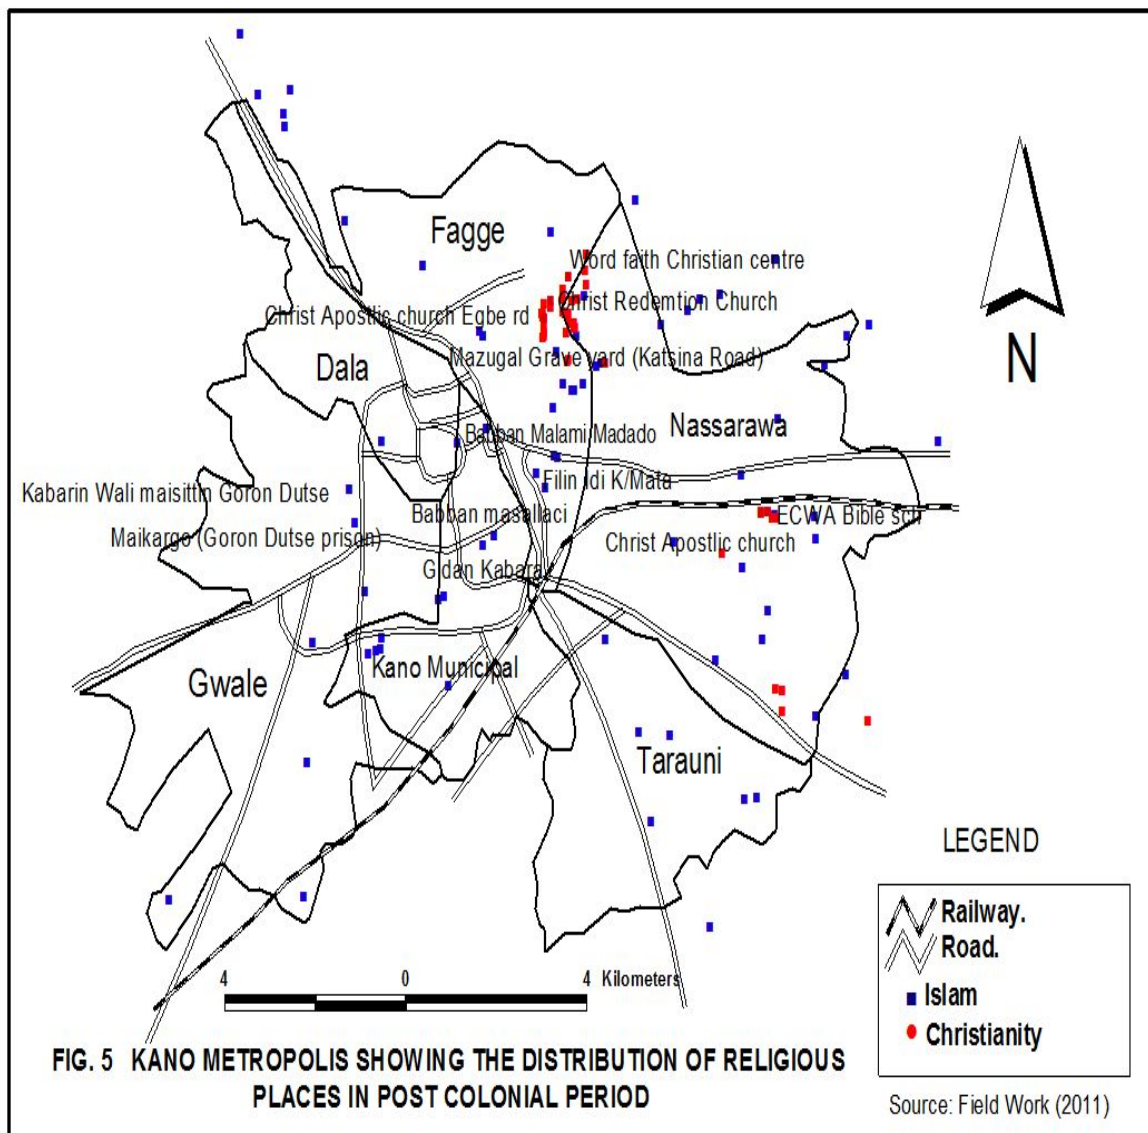 Fagge
Word faith Christian centre
Christ Redemtion Church
Christ Apostlic church Egbe rd
Mazugal Grave yard (Katsina Road)
Dala
N
Nassarawa
Babban Malami Madado
Filin Idi K/Mata
Kabarin Wali maisittin Goron Dutse
Babban masallaci
ECWA Bible sch
Maikargo (Goron Dutse prison)
Christ Apostlic church
Gidan Kabara
Kano Municipal
Gwale
Tarauni
LEGEND
Railway.
Road.
Islam
Christianity
4 0 4 Kilometers
FIG. 5 KANO METROPOLIS SHOWING THE DISTRIBUTION OF RELIGIOUS
PLACES IN POST COLONIAL PERIOD
Source: Field Work (2011)